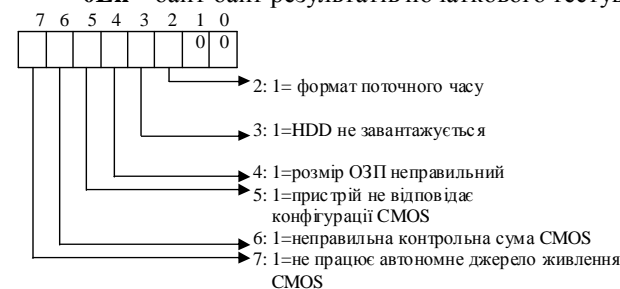 байт результатів початкового
7 6 5 4 3 2 1 0
0 0
2: 1= формат поточного часу
3: 1=HDD не завантажується
4: 1=розмір ОЗП неправильний
5: 1=пристрій не відповідає
конфігурації CMOS
6: 1=неправильна контрольна сума CMOS
7: 1=не працює автономне джерело живлення
CMOS